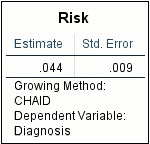 Risk
Estimate Std. Error
.044 .009
Growing Method:
CHAID
Dependent Variable:
Diagnosis